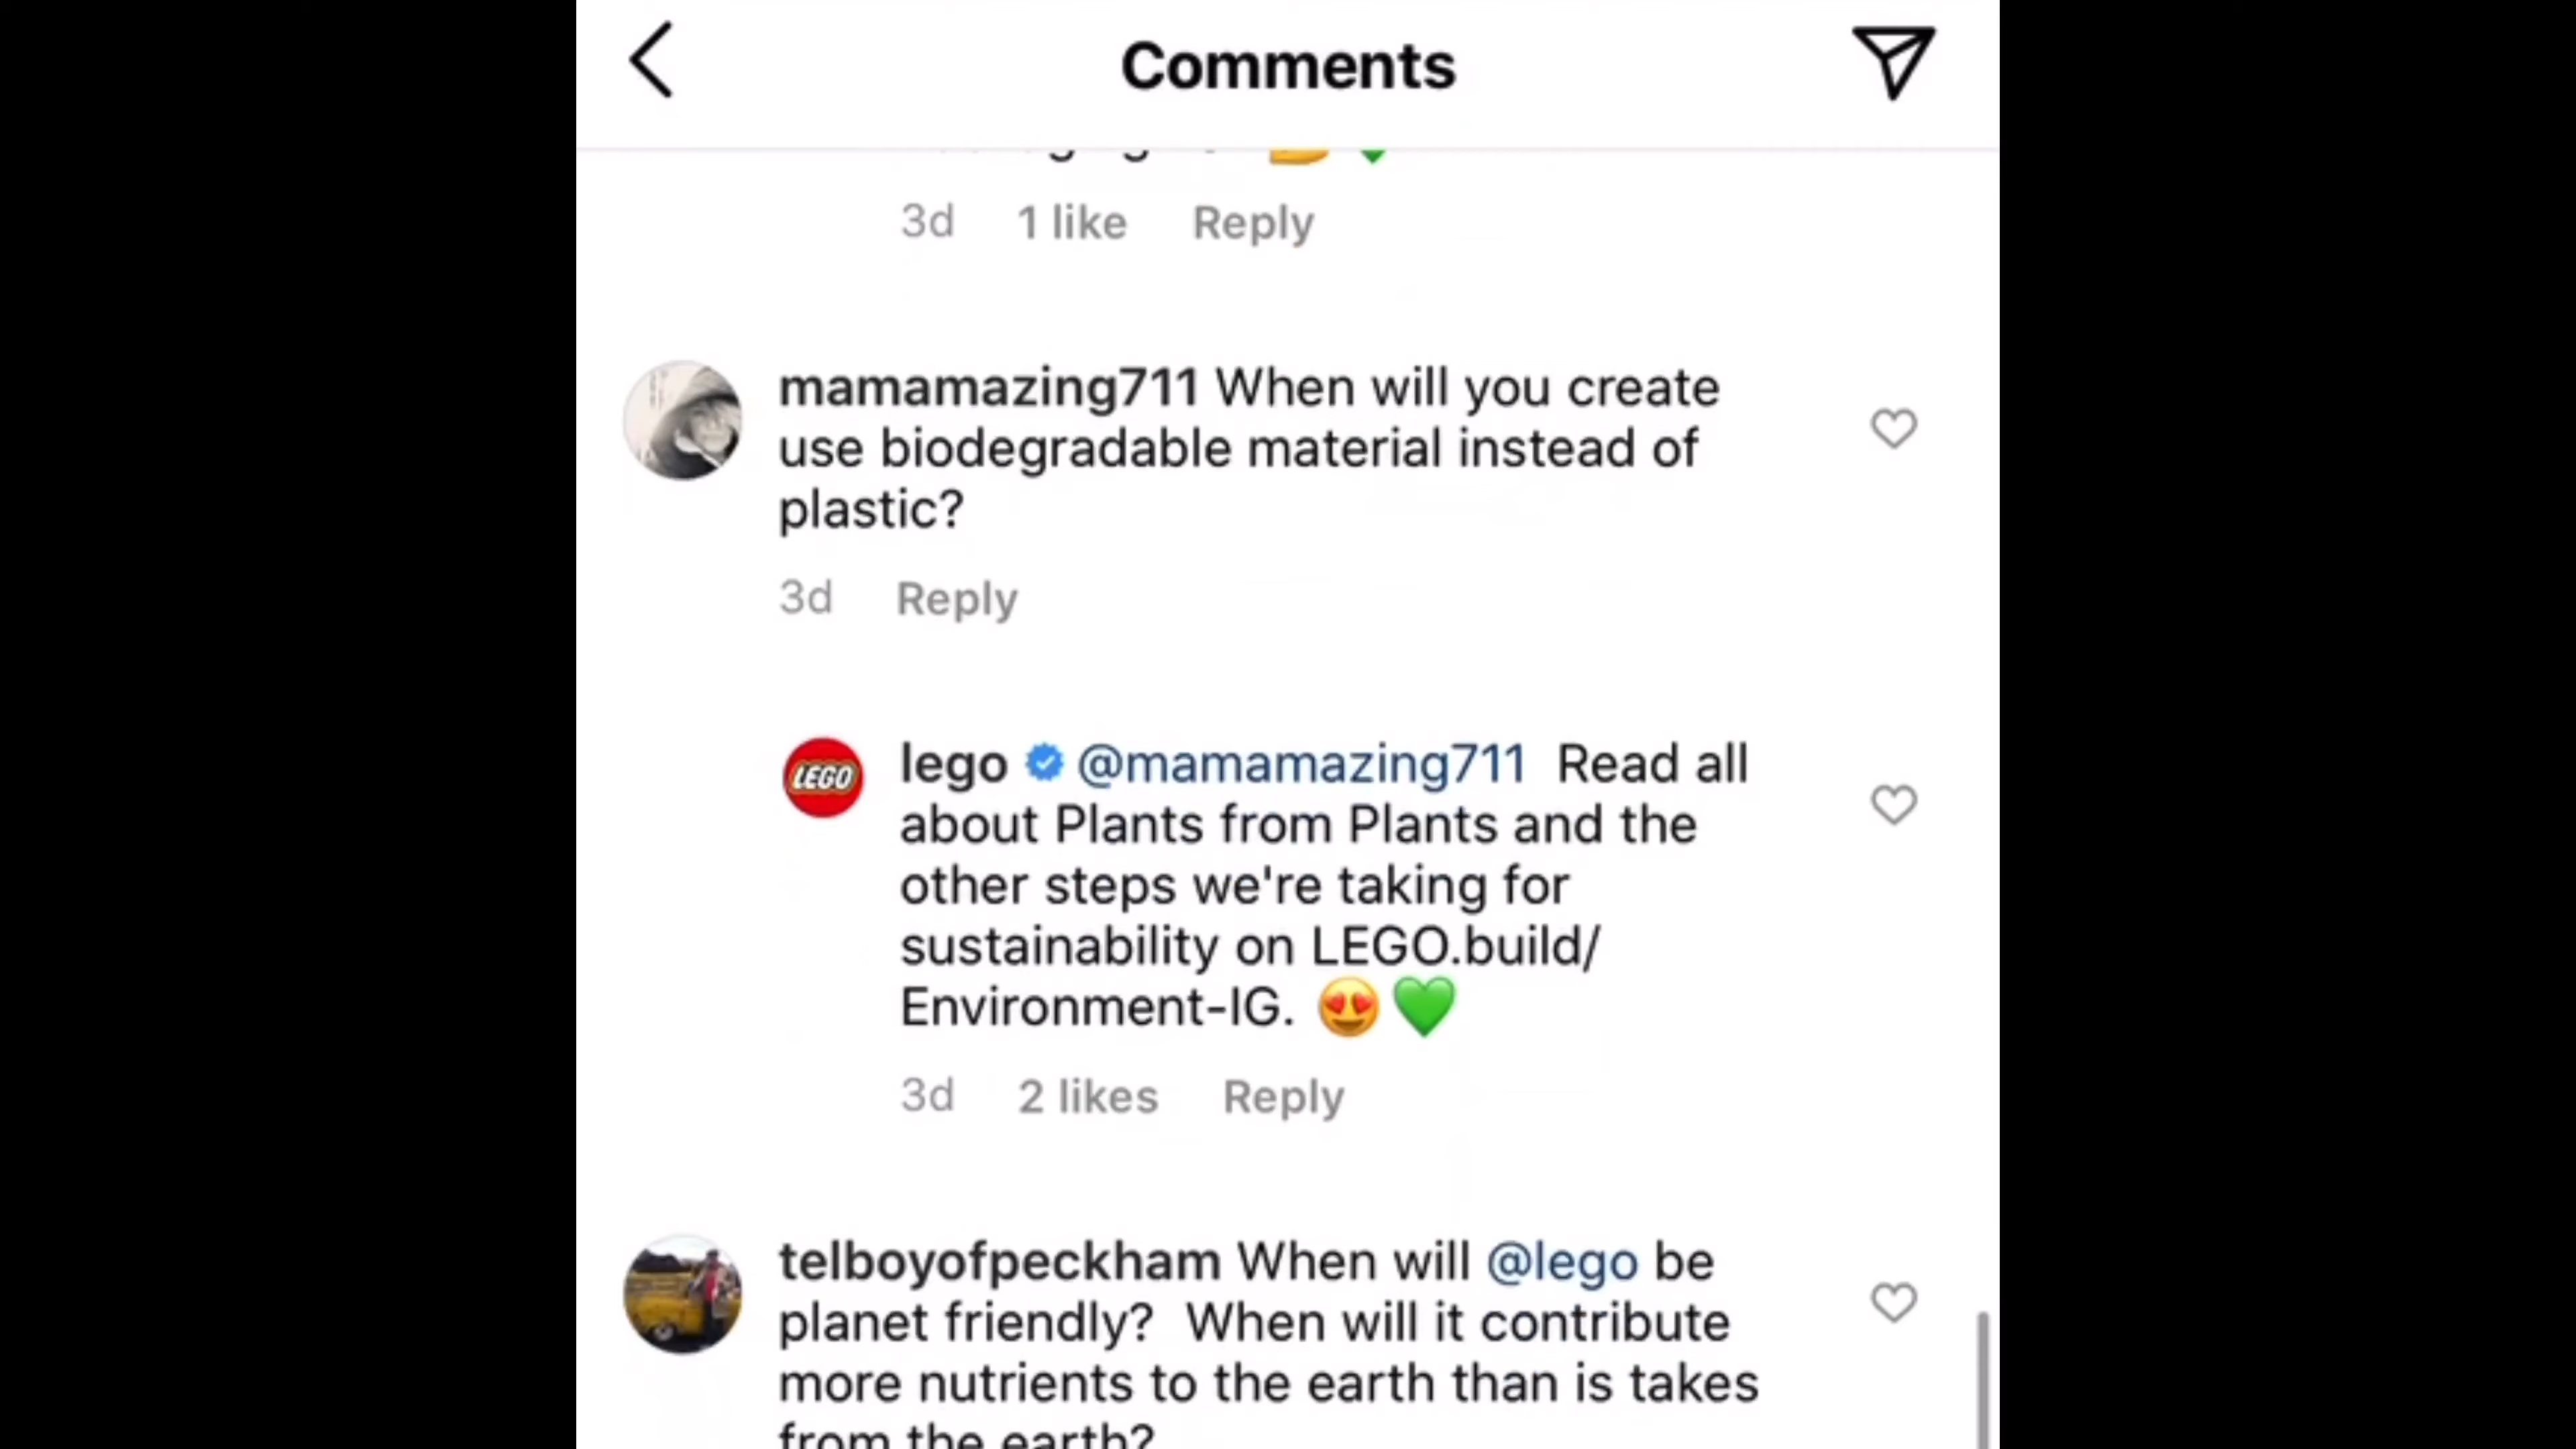 Comments
3d 1 like Reply
mamamazing711 When will you create
use biodegradable material instead of
plastic?
3d Reply
LEGO
lego @mamamazing711 Read all
about Plants from Plants and the
other steps we're taking for
sustainability on LEGO.build/
Environment-IG. 😍💚
3d 2 likes Reply
telboyofpeckham When will @lego be
planet friendly? When will it contribute
more nutrients to the earth than is takes
from the earth?